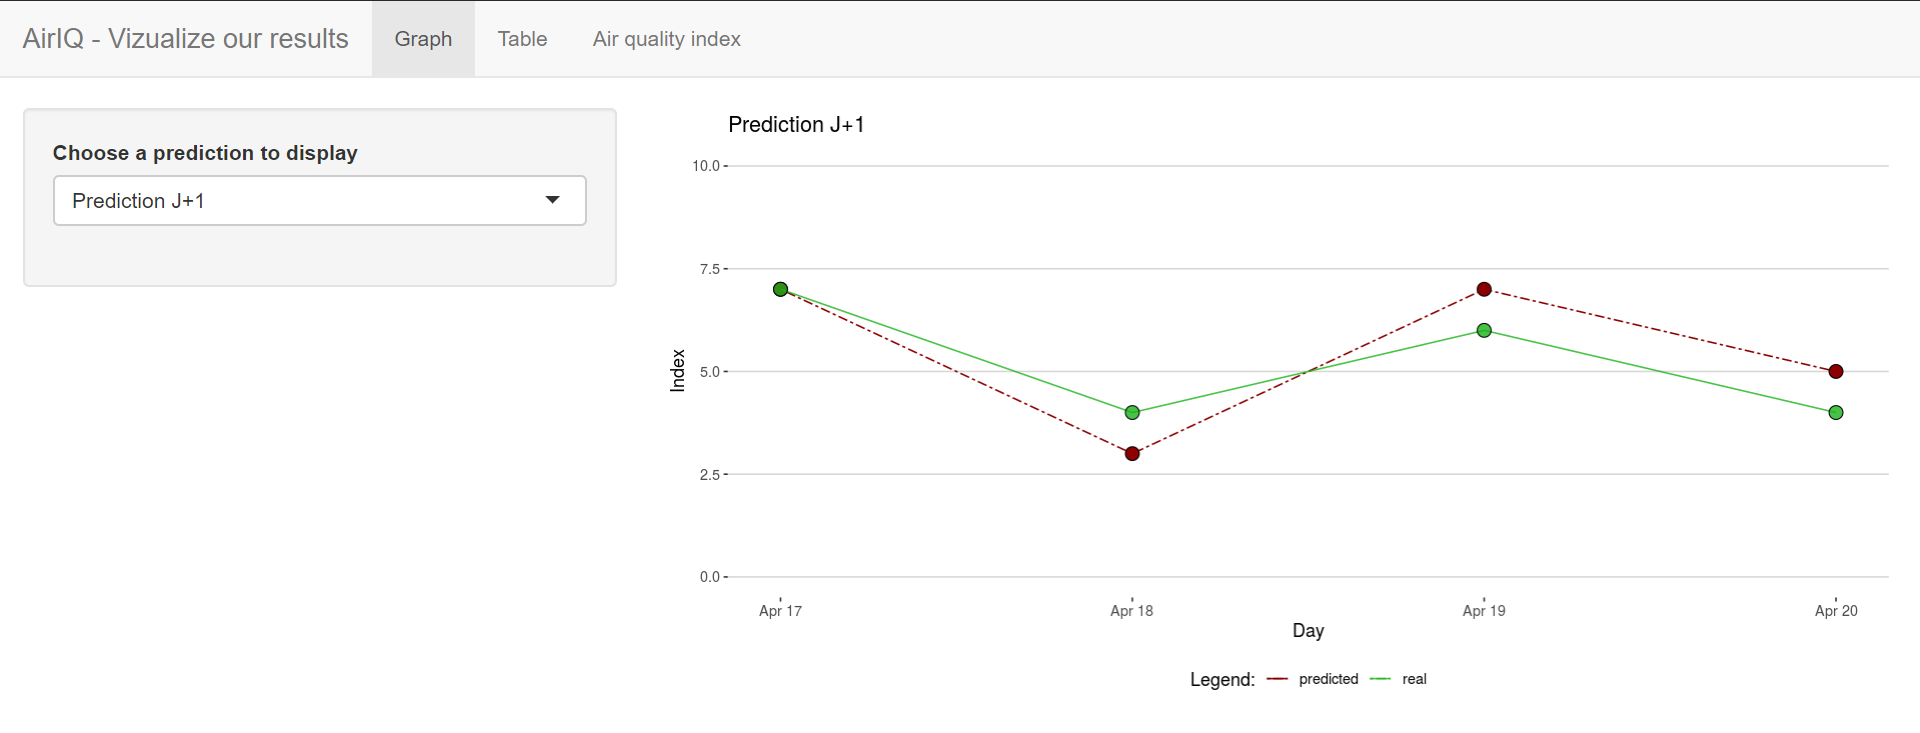 AirIQ - Vizualize our results Graph Table Air quality index
Choose a prediction to display
Prediction J+1
Prediction J+1
10.0
7.5
5.0
2.5
0.0
Index
Apr 17 Apr 18 Apr 19 Apr 20
Day
Legend: predicted real